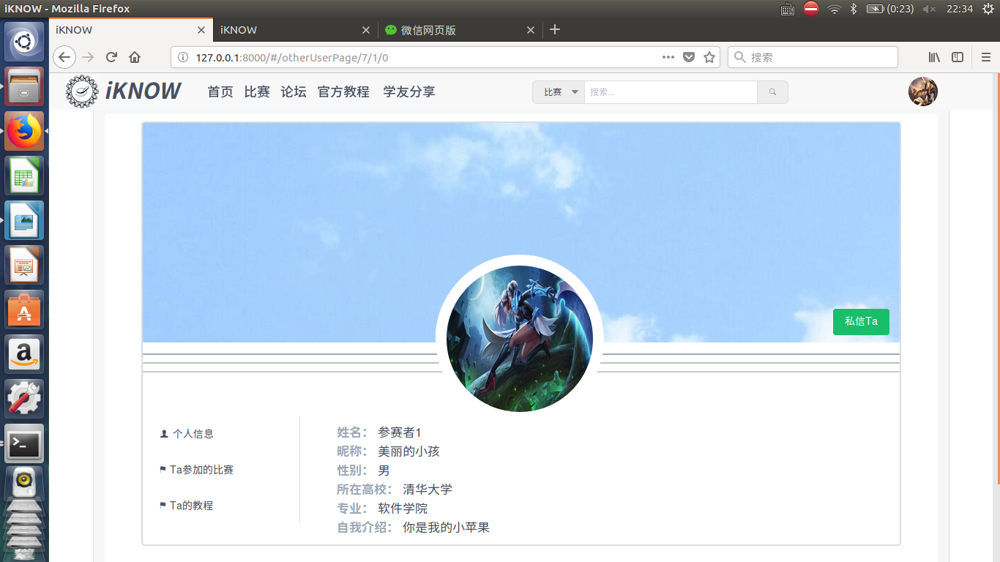 iKNOW - Mozilla Firefox
(0:23)
22:34
iKNOW
iKNOW
微信网页版
127.0.0.1:8000/#/otherUserPage/7/1/0
搜索
iKNOW
首页 比赛 论坛 官方教程 学友分享
比赛
搜索...
私信Ta
个人信息
Ta参加的比赛
Ta的教程
姓名： 参赛者1
昵称： 美丽的小孩
性别： 男
所在高校： 清华大学
专业： 软件学院
自我介绍： 你是我的小苹果